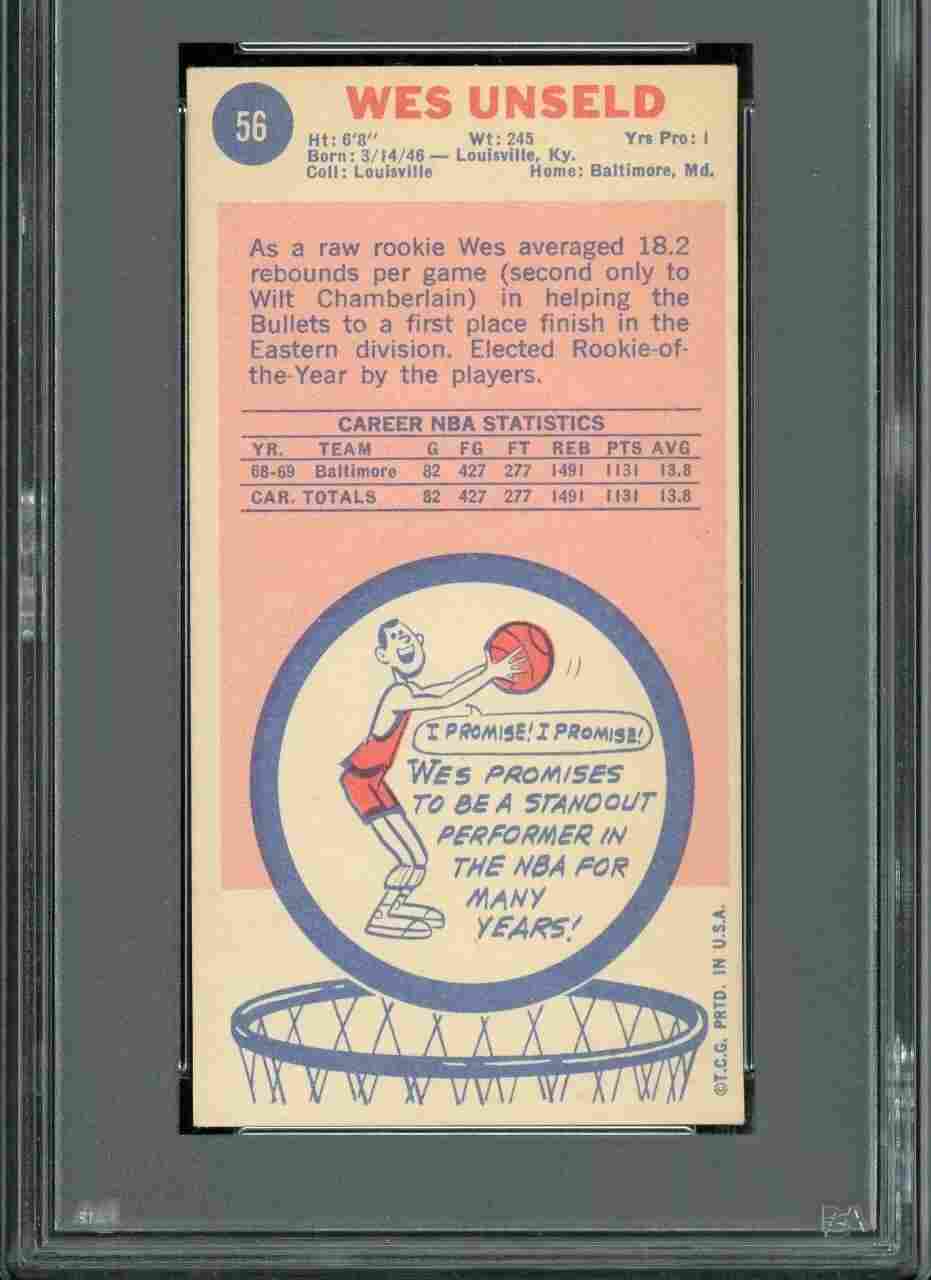 56
WES UNSELD
Ht: 6'8" Wt: 245 Yrs Pro: 1
Born: 3/14/46 — Louisville, Ky.
Coll: Louisville Home: Baltimore, Md.
As a raw rookie Wes averaged 18.2
rebounds per game (second only to
Wilt Chamberlain) in helping the
Bullets to a first place finish in the
Eastern division. Elected Rookie-of-
the-Year by the players.
CAREER NBA STATISTICS
YR. TEAM G FG FT REB PTS AVG
68-69 Baltimore 82 427 277 1491 1131 13.8
CAR. TOTALS 82 427 277 1491 1131 13.8
I PROMISE! I PROMISE!
WES PROMISES
TO BE A STANDOUT
PERFORMER IN
THE NBA FOR
MANY
YEARS!
©T.C.G. PRTD. IN U.S.A.